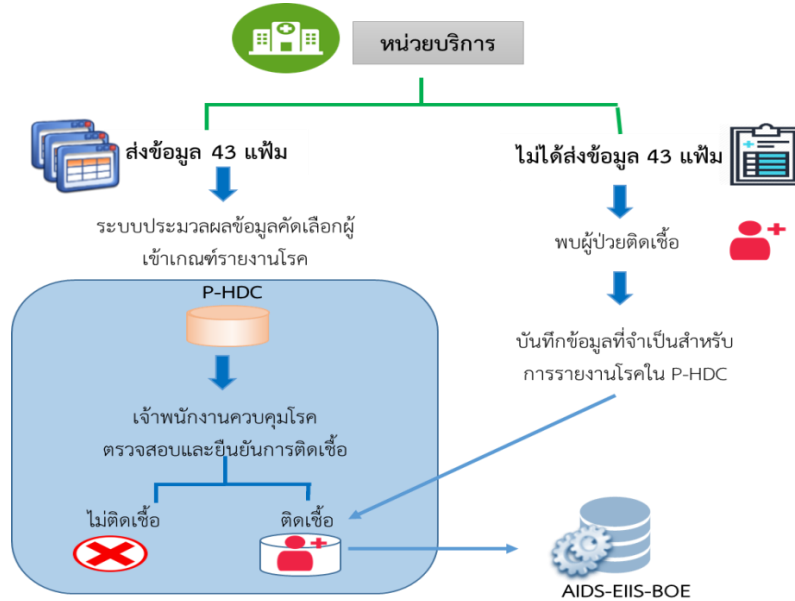 หน่วยบริการ
ส่งข้อมูล 43 แฟ้ม
ไม่ได้ส่งข้อมูล 43 แฟ้ม
ระบบประมวลผลข้อมูลคัดเลือกผู้
เข้าเกณฑ์รายงานโรค
พบผู้ป่วยติดเชื้อ
P-HDC
บันทึกข้อมูลที่จำเป็นสำหรับ
การรายงานโรคใน P-HDC
เจ้าพนักงานควบคุมโรค
ตรวจสอบและยืนยันการติดเชื้อ
ไม่ติดเชื้อ
ติดเชื้อ
AIDS-EIIS-BOE